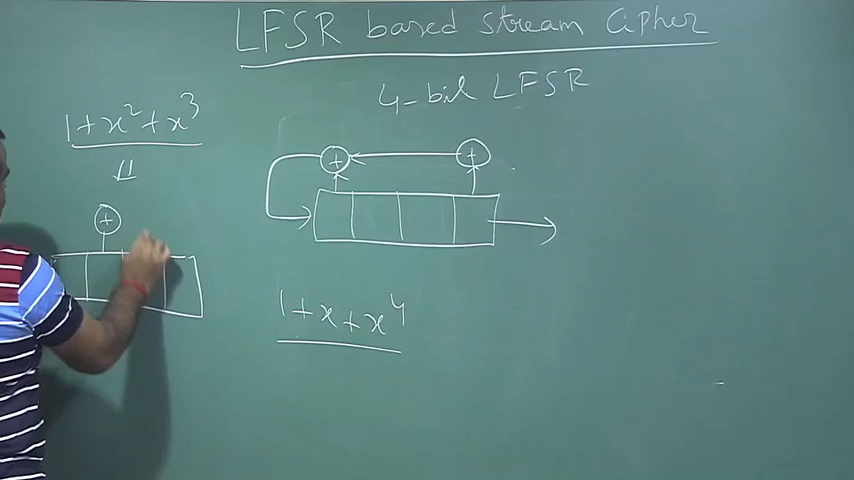 LFSR based Stream Cipher
4-bit LFSR
1+x²+x³
+
+
+
1+x+x⁴